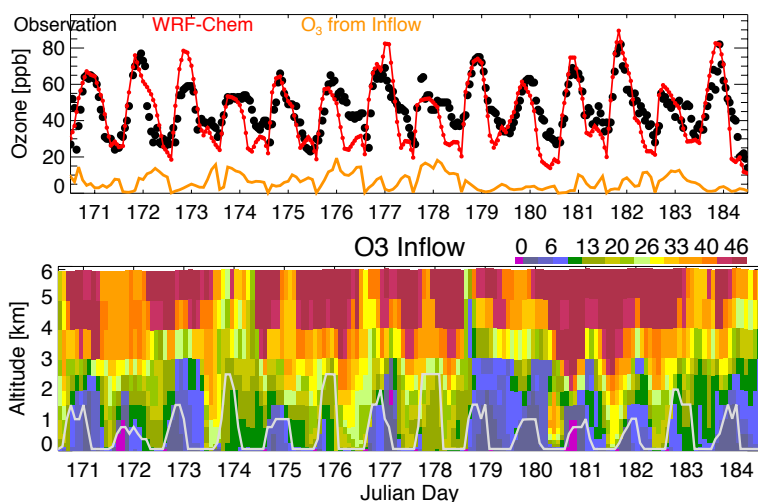 Observation WRF-Chem O₃ from Inflow
Ozone [ppb]
80
60
40
20
0
171 172 173 174 175 176 177 178 179 180 181 182 183 184
O3 Inflow
0 6 13 20 26 33 40 46
Altitude [km]
6
5
4
3
2
1
0
171 172 173 174 175 176 177 178 179 180 181 182 183 184
Julian Day